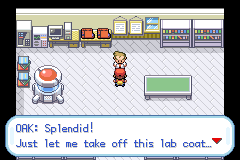 OAK: Splendid!
Just let me take off this lab coat…